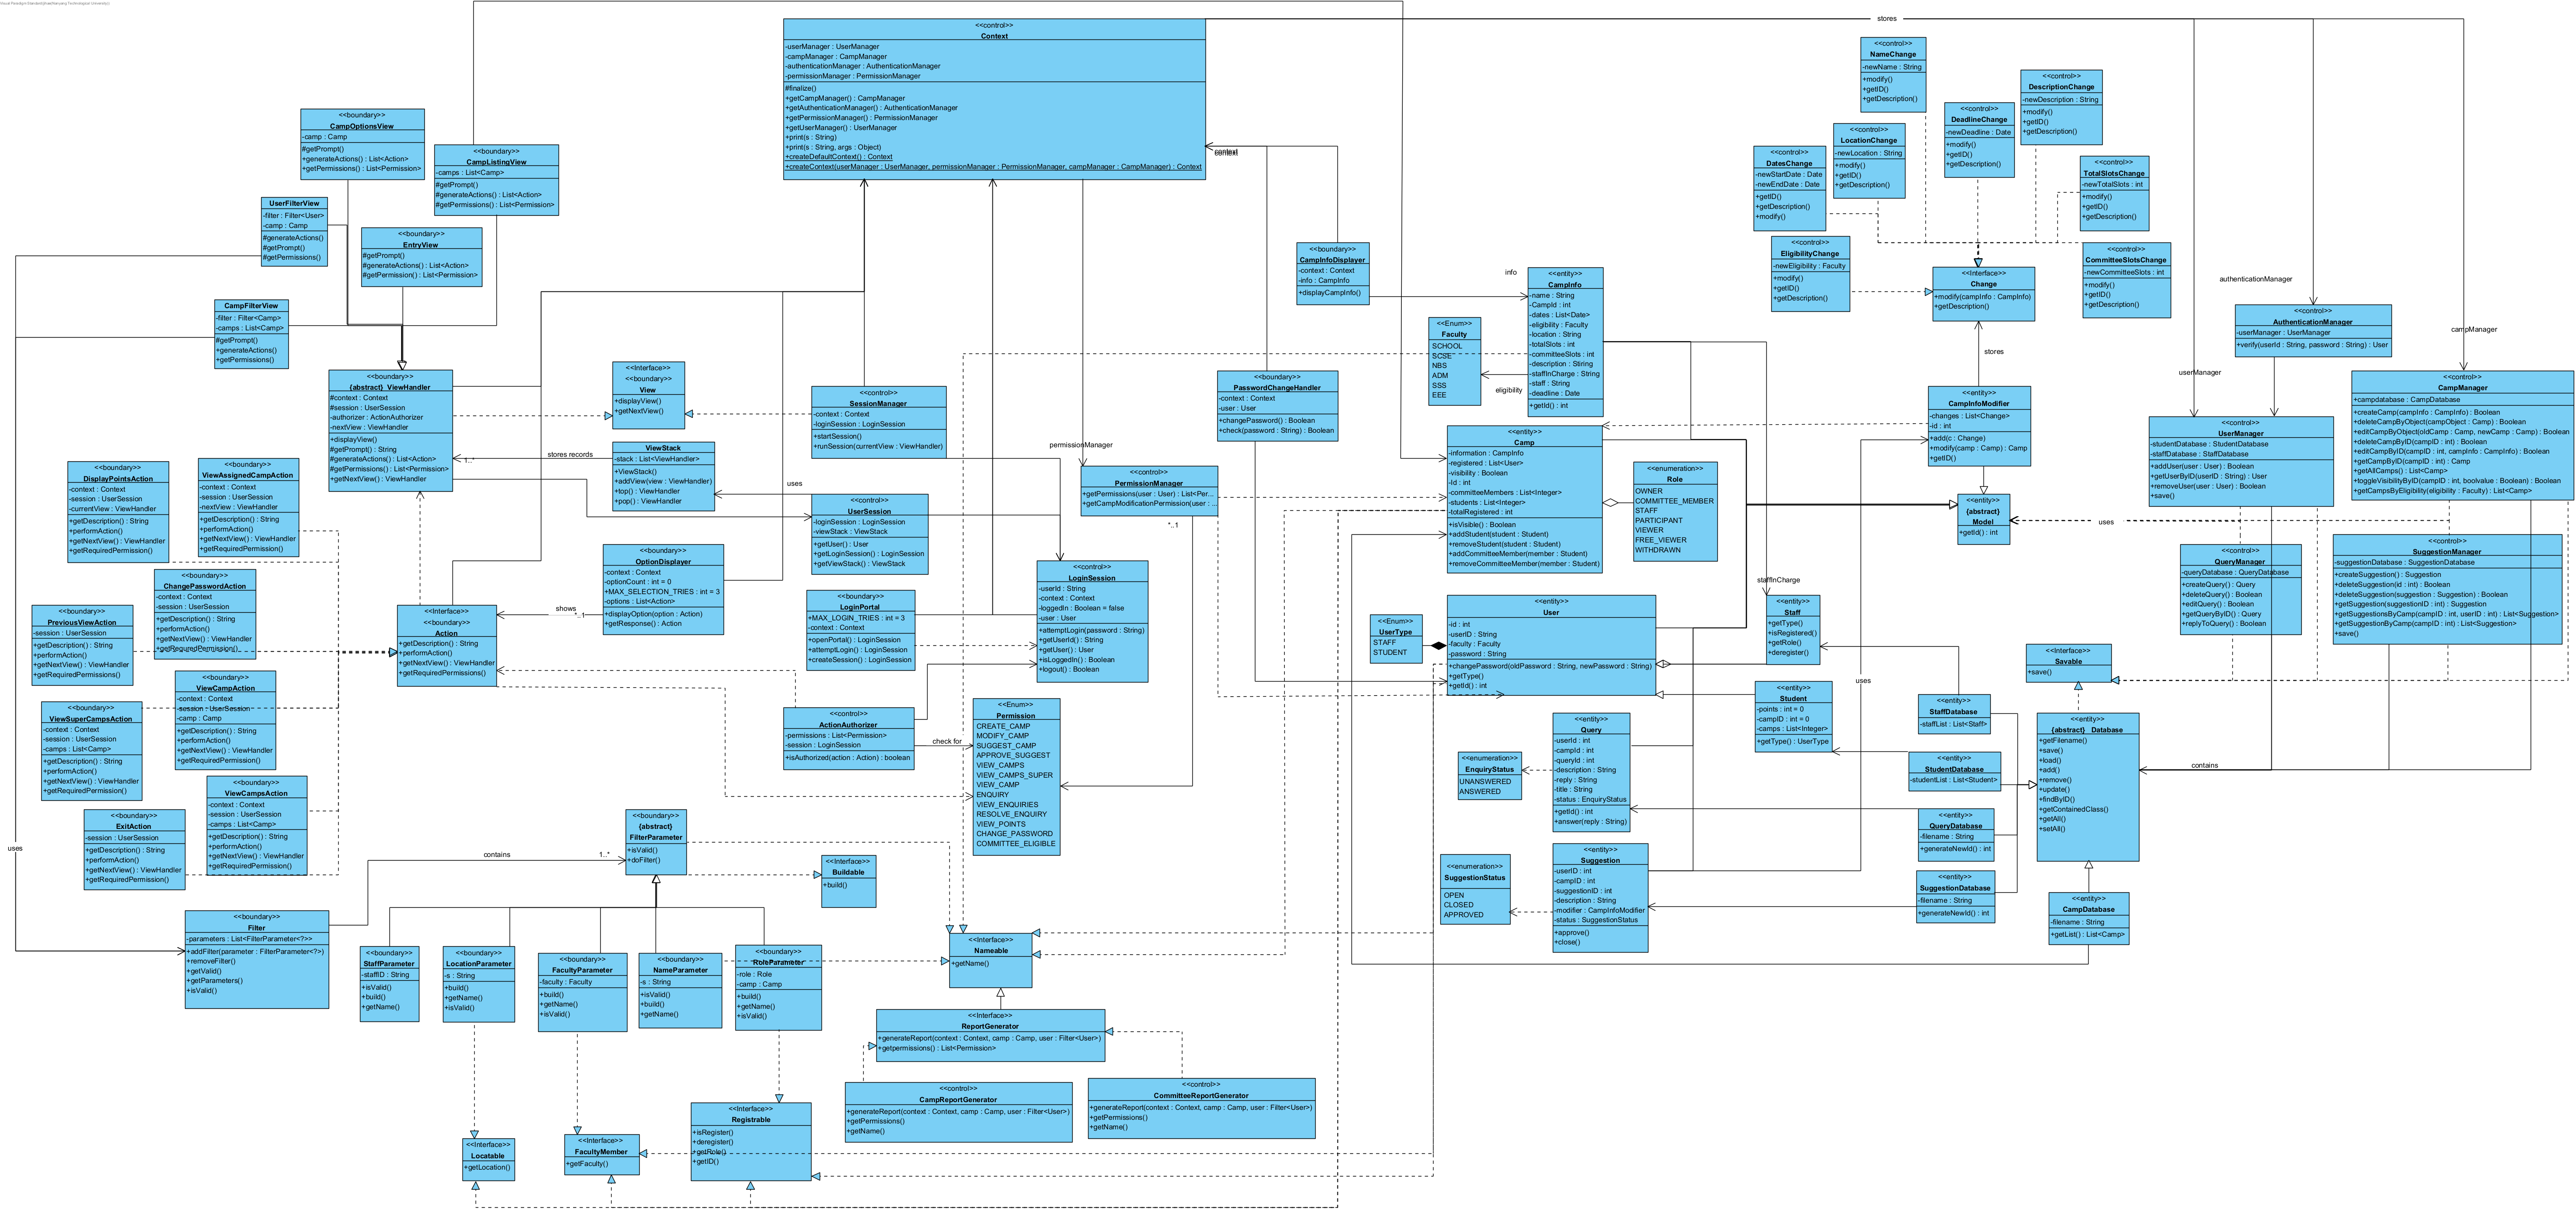 Visual Paradigm Standard(Nanyang Technological University)
<<control>>
Context
-userManager : UserManager
-campManager : CampManager
-authenticationManager : AuthenticationManager
-permissionManager : PermissionManager
#finalize()
+getCampManager() : CampManager
+getAuthenticationManager() : AuthenticationManager
+getPermissionManager() : PermissionManager
+getUserManager() : UserManager
+print(s : String)
+print(s : String, args : Object)
+createDefaultContext() : Context
+createContext(userManager : UserManager, permissionManager : PermissionManager, campManager : CampManager) : Context
stores
<<control>>
NameChange
-newName : String
+modify()
+getID()
+getDescription()
<<control>>
DescriptionChange
-newDescription : String
+modify()
+getID()
+getDescription()
<<control>>
DeadlineChange
-newDeadline : Date
+modify()
+getID()
+getDescription()
<<control>>
LocationChange
-newLocation : String
+modify()
+getID()
+getDescription()
<<control>>
DatesChange
-newStartDate : Date
-newEndDate : Date
+getID()
+getDescription()
+modify()
<<control>>
TotalSlotsChange
-newTotalSlots : int
+modify()
+getID()
+getDescription()
<<control>>
EligibilityChange
-newEligibility : Faculty
+modify()
+getID()
+getDescription()
<<control>>
CommitteeSlotsChange
-newCommitteeSlots : int
+modify()
+getID()
+getDescription()
<<Interface>>
Change
+modify(campInfo : CampInfo)
+getDescription()
stores
<<boundary>>
CampOptionsView
-camp : Camp
#getPrompt()
+generateActions() : List<Action>
+getPermissions() : List<Permission>
<<boundary>>
CampListingView
-camps : List<Camp>
#getPrompt()
#generateActions() : List<Action>
#getPermissions() : List<Permission>
UserFilterView
-filter : Filter<User>
-camp : Camp
#generateActions()
#getPrompt()
#getPermissions()
<<boundary>>
EntryView
#getPrompt()
#generateActions() : List<Action>
#getPermission() : List<Permission>
CampFilterView
-filter : Filter<Camp>
-camps : List<Camp>
#getPrompt()
+generateActions()
+getPermissions()
<<boundary>>
{abstract} ViewHandler
#context : Context
#session : UserSession
-authorizer : ActionAuthorizer
-nextView : ViewHandler
+displayView()
#getPrompt() : String
#generateActions() : List<Action>
#getPermissions() : List<Permission>
+getNextView() : ViewHandler
<<Interface>>
<<boundary>>
View
+displayView()
+getNextView()
ViewStack
-stack : List<ViewHandler>
+ViewStack()
+addView(view : ViewHandler)
+top() : ViewHandler
+pop() : ViewHandler
1..*
stores records
uses
<<control>>
SessionManager
-context : Context
-loginSession : LoginSession
+startSession()
+runSession(currentView : ViewHandler)
<<control>>
UserSession
-loginSession : LoginSession
-viewStack : ViewStack
+getUser() : User
+getLoginSession() : LoginSession
+getViewStack() : ViewStack
context
context
<<boundary>>
CampInfoDisplayer
-context : Context
-info : CampInfo
+displayCampInfo()
info
<<entity>>
CampInfo
-name : String
-CampId : int
-dates : List<Date>
-eligibility : Faculty
-location : String
-totalSlots : int
-committeeSlots : int
-description : Stiring
-staffInCharge : String
-staff : String
-deadline : Date
+getId() : int
<<Enum>>
Faculty
SCHOOL
SCSE
NBS
ADM
SSS
EEE
eligibility
<<boundary>>
PasswordChangeHandler
-context : Context
-user : User
+changePassword() : Boolean
+check(password : String) : Boolean
permissionManager
<<control>>
PermissionManager
+getPermissions(user : User) : List<Per...
+getCampModificationPermission(user : ...
*..1
<<entity>>
Camp
-information : CampInfo
-registered : List<User>
-visibility : Boolean
-Id : int
-committeeMembers : List<Integer>
-students : List<Integer>
-totalRegistered : int
+isVisible() : Boolean
+addStudent(student : Student)
+removeStudent(student : Student)
+addCommitteeMember(member : Student)
+removeCommitteeMember(member : Student)
<<enumeration>>
Role
OWNER
COMMITTEE_MEMBER
STAFF
PARTICIPANT
VIEWER
FREE_VIEWER
WITHDRAWN
authenticationManager
<<control>>
AuthenticationManager
-userManager : UserManager
+verify(userId : String, password : String) : User
campManager
userManager
<<control>>
CampManager
+campdatabase : CampDatabase
+createCamp(campInfo : CampInfo) : Boolean
+deleteCampByObject(campObject : Camp) : Boolean
+editCampByObject(oldCamp : Camp, newCamp : Camp) : Boolean
+deleteCampByID(campID : int) : Boolean
+editCampByID(campID : int, campInfo : CampInfo) : Boolean
+getCampByID(campID : int) : Camp
+getAllCamps() : List<Camp>
+toggleVisibilityByID(campID : int, boolvalue : Boolean) : Boolean
+getCampsByEligibility(eligibility : Faculty) : List<Camp>
<<entity>>
CampInfoModifier
-changes : List<Change>
-id : int
+add(c : Change)
+modify(camp : Camp) : Camp
+getID()
<<control>>
UserManager
-studentDatabase : StudentDatabase
-staffDatabase : StaffDatabase
+addUser(user : User) : Boolean
+getUserByID(userID : String) : User
+removeUser(user : User) : Boolean
+save()
<<entity>>
{abstract}
Model
+getId() : int
uses
<<control>>
QueryManager
-queryDatabase : QueryDatabase
+createQuery() : Query
+deleteQuery() : Boolean
+editQuery() : Boolean
+getQueryByID() : Query
+replyToQuery() : Boolean
<<control>>
SuggestionManager
-suggestionDatabase : SuggestionDatabase
+createSuggestion() : Suggestion
+deleteSuggestion(id : int) : Boolean
+deleteSuggestion(suggestion : Suggestion) : Boolean
+getSuggestion(suggestionID : int) : Suggestion
+getSuggestionsByCamp(campID : int, userID : int) : List<Suggestion>
+getSuggestionByCamp(campID : int) : List<Suggestion>
+save()
<<boundary>>
DisplayPointsAction
-context : Context
-session : UserSession
-currentView : ViewHandler
+getDescription() : String
+performAction()
+getNextView() : ViewHandler
+getRequiredPermission()
<<boundary>>
ViewAssignedCampAction
-context : Context
-session : UserSession
-nextView : ViewHandler
+getDescription() : String
+performAction()
+getNextView() : ViewHandler
+getRequiredPermission()
<<boundary>>
ChangePasswordAction
-context : Context
-session : UserSession
+getDescription() : String
+performAction()
+getNextView() : ViewHandler
+getRequredPermission()
<<boundary>>
PreviousViewAction
-session : UserSession
+getDescription() : String
+performAction()
+getNextView() : ViewHandler
+getRequiredPermissions()
<<boundary>>
ViewCampAction
-context : Context
-session : UserSession
-camp : Camp
+getDescription() : String
+performAction()
+getNextView() : ViewHandler
+getRequiredPermission()
<<boundary>>
ViewSuperCampsAction
-context : Context
-session : UserSession
-camps : List<Camp>
+getDescription() : String
+performAction()
+getNextView() : ViewHandler
+getRequiredPermission()
<<boundary>>
ViewCampsAction
-context : Context
-session : UserSession
-camps : List<Camp>
+getDescription() : String
+performAction()
+getNextView() : ViewHandler
+getRequiredPermission()
<<boundary>>
ExitAction
-session : UserSession
+getDescription() : String
+performAction()
+getNextView() : ViewHandler
+getRequiredPermission()
uses
<<Interface>>
<<boundary>>
Action
+getDescription() : String
+performAction()
+getNextView() : ViewHandler
+getRequiredPermissions()
shows
*..1
<<boundary>>
OptionDisplayer
-context : Context
-optionCount : int = 0
+MAX_SELECTION_TRIES : int = 3
-options : List<Action>
+displayOption(option : Action)
+getResponse() : Action
<<boundary>>
LoginPortal
+MAX_LOGIN_TRIES : int = 3
-context : Context
+openPortal() : LoginSession
+attemptLogin() : LoginSession
+createSession() : LoginSession
<<control>>
LoginSession
-userId : String
-context : Context
-loggedIn : Boolean = false
-user : User
+attemptLogin(password : String)
+getUserId() : String
+getUser() : User
+isLoggedIn() : Boolean
+logout() : Boolean
<<control>>
ActionAuthorizer
-permissions : List<Permission>
-session : LoginSession
+isAuthorized(action : Action) : boolean
check for
<<Enum>>
Permission
CREATE_CAMP
MODIFY_CAMP
SUGGEST_CAMP
APPROVE_SUGGEST
VIEW_CAMPS
VIEW_CAMPS_SUPER
VIEW_CAMP
ENQUIRY
VIEW_ENQUIRIES
RESOLVE_ENQUIRY
VIEW_POINTS
CHANGE_PASSWORD
COMMITTEE_ELIGIBLE
<<Enum>>
UserType
STAFF
STUDENT
<<entity>>
User
-id : int
-userID : String
-faculty : Faculty
-password : String
+changePassword(oldPassword : String, newPassword : String)
+getType()
+getId() : int
staffInCharge
<<entity>>
Staff
+getType()
+isRegistered()
+getRole()
+deregister()
uses
<<entity>>
Student
-points : int = 0
-campID : int = 0
-camps : List<Integer>
+getType() : UserType
<<entity>>
Query
-userId : int
-campId : int
-queryId : int
-description : String
-reply : String
-title : String
-status : EnquiryStatus
+getId() : int
+answer(reply : String)
<<enumeration>>
EnquiryStatus
UNANSWERED
ANSWERED
<<entity>>
Suggestion
-userID : int
-campID : int
-suggestionID : int
-description : String
-modifier : CampInfoModifier
-status : SuggestionStatus
+approve()
+close()
<<enumeration>>
SuggestionStatus
OPEN
CLOSED
APPROVED
<<Interface>>
Savable
+save()
<<entity>>
StaffDatabase
-staffList : List<Staff>
<<entity>>
StudentDatabase
-studentList : List<Student>
<<entity>>
QueryDatabase
-filename : String
+generateNewId() : int
<<entity>>
SuggestionDatabase
-filename : String
+generateNewId() : int
<<entity>>
{abstract} Database
+getFilename()
+save()
+load()
+add()
+remove()
+update()
+findByID()
+getContainedClass()
+getAll()
+setAll()
contains
<<entity>>
CampDatabase
-filename : String
+getList() : List<Camp>
<<boundary>>
{abstract}
FilterParameter
+isValid()
+doFilter()
contains
1..*
<<Interface>>
Buildable
+build()
<<boundary>>
Filter
-parameters : List<FilterParameter<?>>
+addFilter(parameter : FilterParameter<?>)
+removeFilter()
+getValid()
+getParameters()
+isValid()
<<boundary>>
StaffParameter
-staffID : String
+isValid()
+build()
+getName()
<<boundary>>
LocationParameter
-s : String
+build()
+getName()
+isValid()
<<boundary>>
FacultyParameter
-faculty : Faculty
+build()
+getName()
+isValid()
<<boundary>>
NameParameter
-s : String
+isValid()
+build()
+getName()
<<boundary>>
RoleParameter
-role : Role
-camp : Camp
+build()
+getName()
+isValid()
<<Interface>>
Nameable
+getName()
<<Interface>>
ReportGenerator
+generateReport(context : Context, camp : Camp, user : Filter<User>)
+getpermissions() : List<Permission>
<<control>>
CampReportGenerator
+generateReport(context : Context, camp : Camp, user : Filter<User>)
+getPermissions()
+getName()
<<control>>
CommitteeReportGenerator
+generateReport(context : Context, camp : Camp, user : Filter<User>)
+getPermissions()
+getName()
<<Interface>>
Locatable
+getLocation()
<<Interface>>
FacultyMember
+getFaculty()
<<Interface>>
Registrable
+isRegister()
+deregister()
+getRole()
+getID()